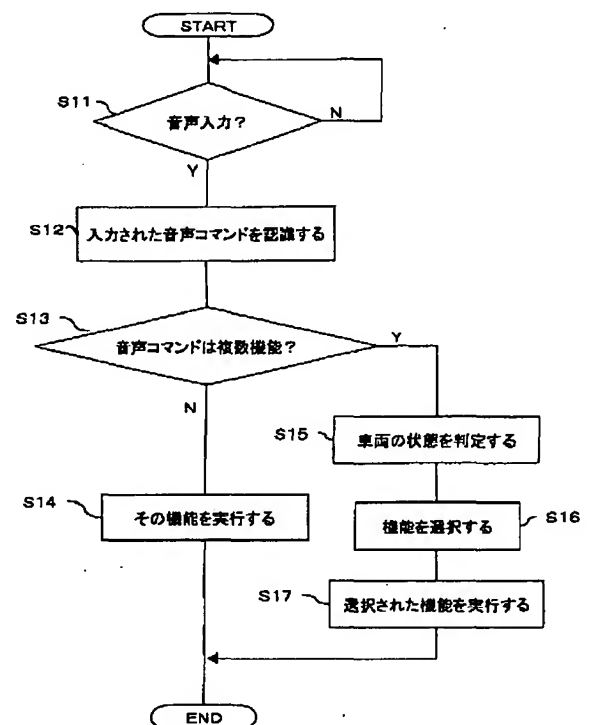 START
S11
音声入力？
N
Y
S12
入力された音声コマンドを認識する
S13
音声コマンドは複数機能？
Y
N
S15
車両の状態を判定する
S14
その機能を実行する
機能を選択する
S16
S17
選択された機能を実行する
END